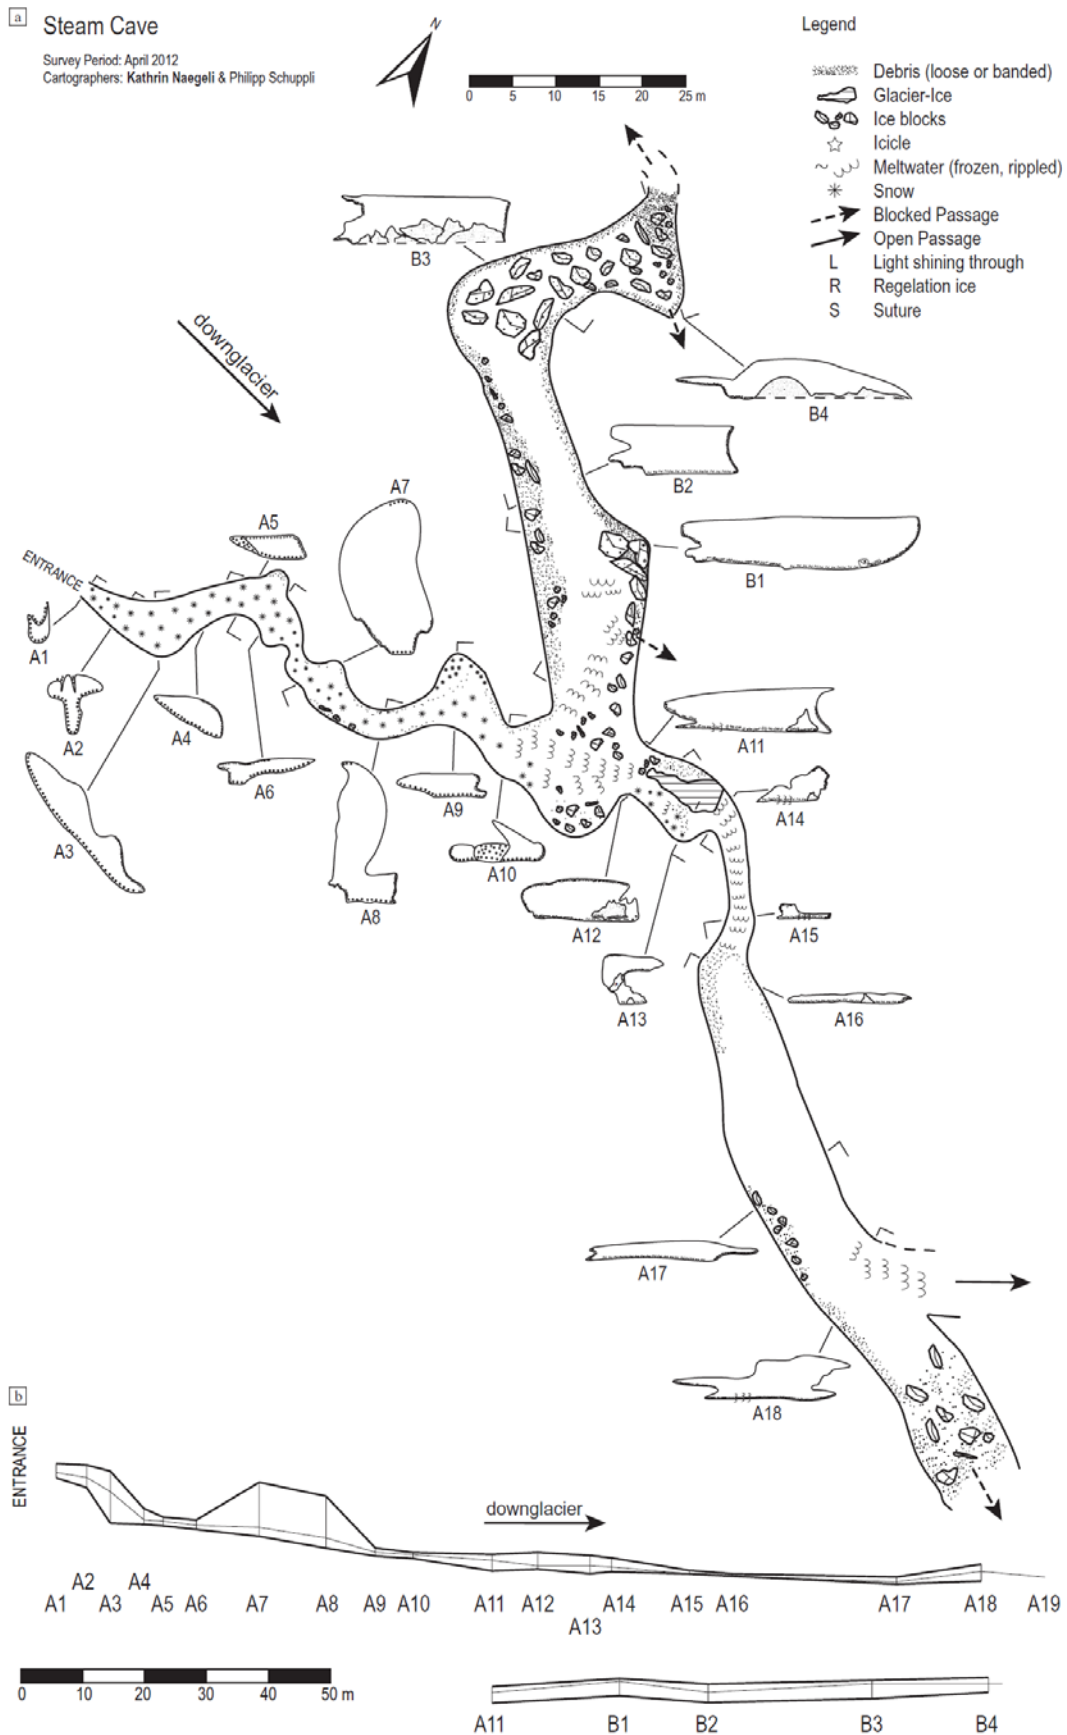 a
Steam Cave
Survey Period: April 2012
Cartographers: Kathrin Naegeli & Philipp Schuppli
N
0 5 10 15 20 25 m
Legend
Debris (loose or banded)
Glacier-Ice
Ice blocks
Icicle
Meltwater (frozen, rippled)
Snow
Blocked Passage
Open Passage
L Light shining through
R Regelation ice
S Suture
B3
downglacier
B4
B2
A7
A5
B1
ENTRANCE
A1
A2
A4
A11
A6
A9
A14
A3
A10
A8
A12
A15
A13
A16
A17
A18
b
ENTRANCE
downglacier
A2 A4
A1 A3 A5 A6 A7 A8 A9 A10 A11 A12 A14 A15 A16 A17 A18 A19
A13
0 10 20 30 40 50 m
A11 B1 B2 B3 B4